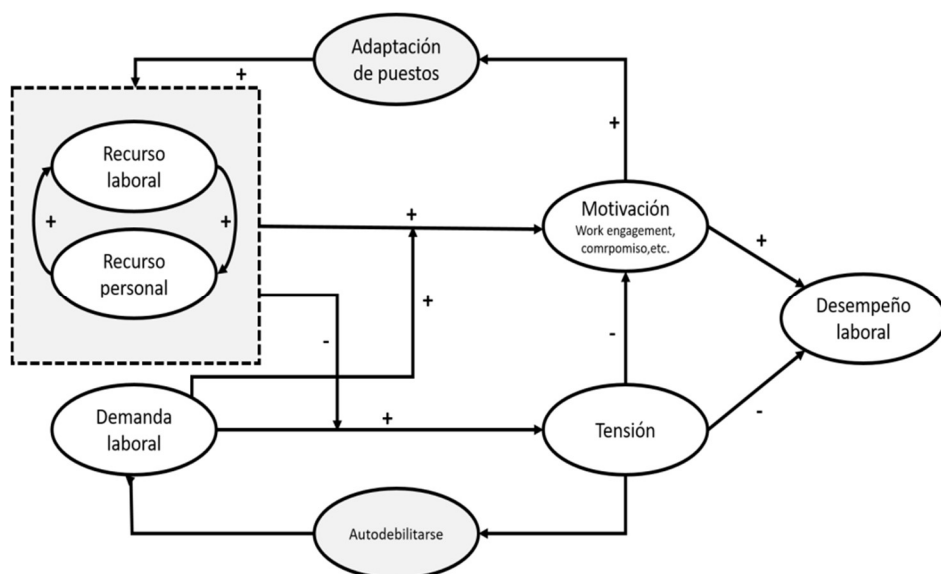 Adaptación
de puestos
+
+
Recurso
laboral
+
+
Recurso
personal
+
Motivación
Work engagement,
comrpomiso,etc.
+
+
-
-
Desempeño
laboral
Demanda
laboral
+
Tensión
-
Autodebilitarse